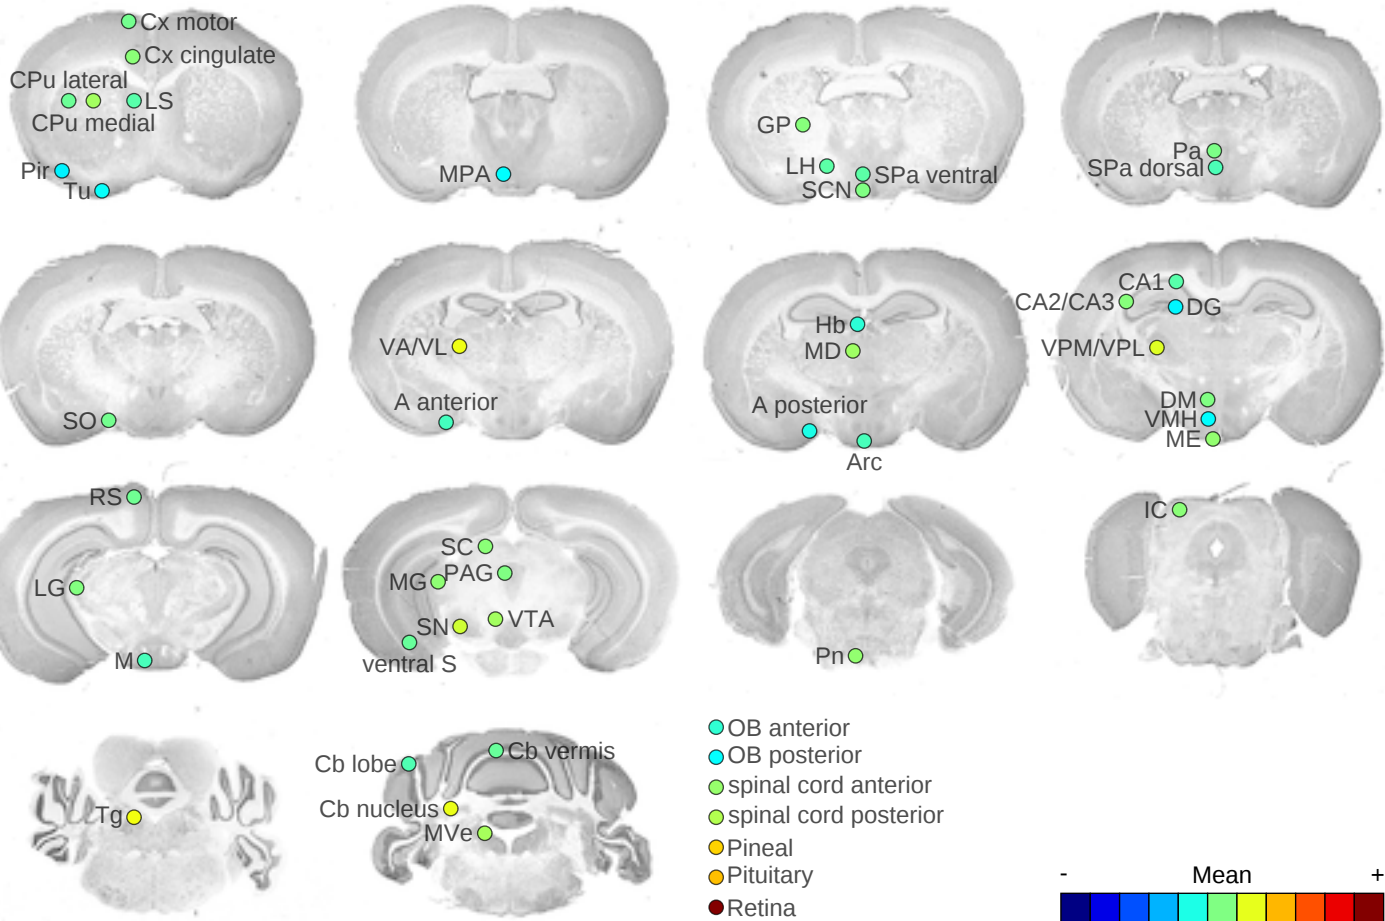 Cx motor
Cx cingulate
CPu lateral
LS
CPu medial
Pir
Tu
MPA
GP
LH
SPa ventral
SCN
Pa
SPa dorsal
SO
VA/VL
A anterior
Hb
MD
A posterior
Arc
CA1
CA2/CA3
DG
VPM/VPL
DM
VMH
ME
RS
LG
M
SC
MG
PAG
SN
VTA
ventral S
Pn
IC
Tg
Cb lobe
Cb vermis
Cb nucleus
MVe
OB anterior
OB posterior
spinal cord anterior
spinal cord posterior
Pineal
Pituitary
Retina
- Mean +